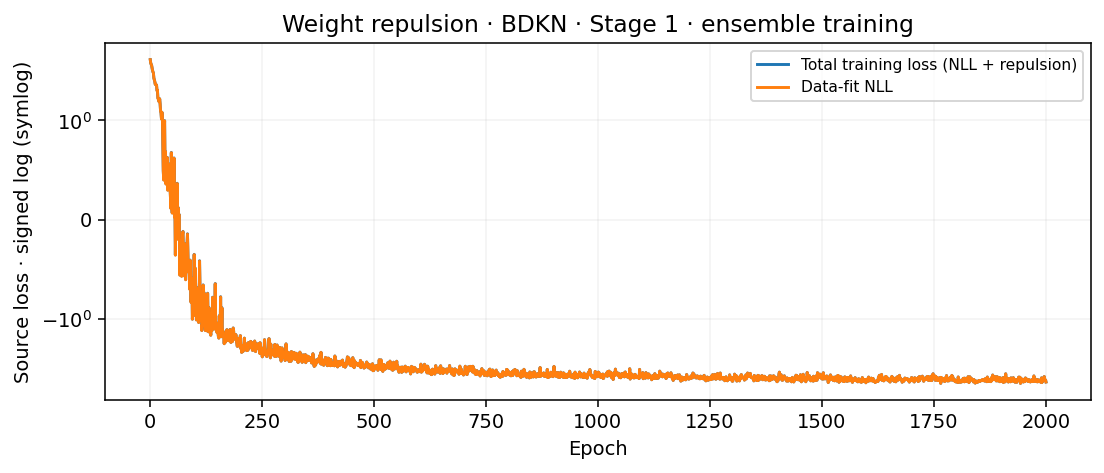 Weight repulsion · BDKN · Stage 1 · ensemble training
Total training loss (NLL + repulsion)
Data-fit NLL
Source loss · signed log (symlog)
10⁰
0
−10⁰
0 250 500 750 1000 1250 1500 1750 2000
Epoch